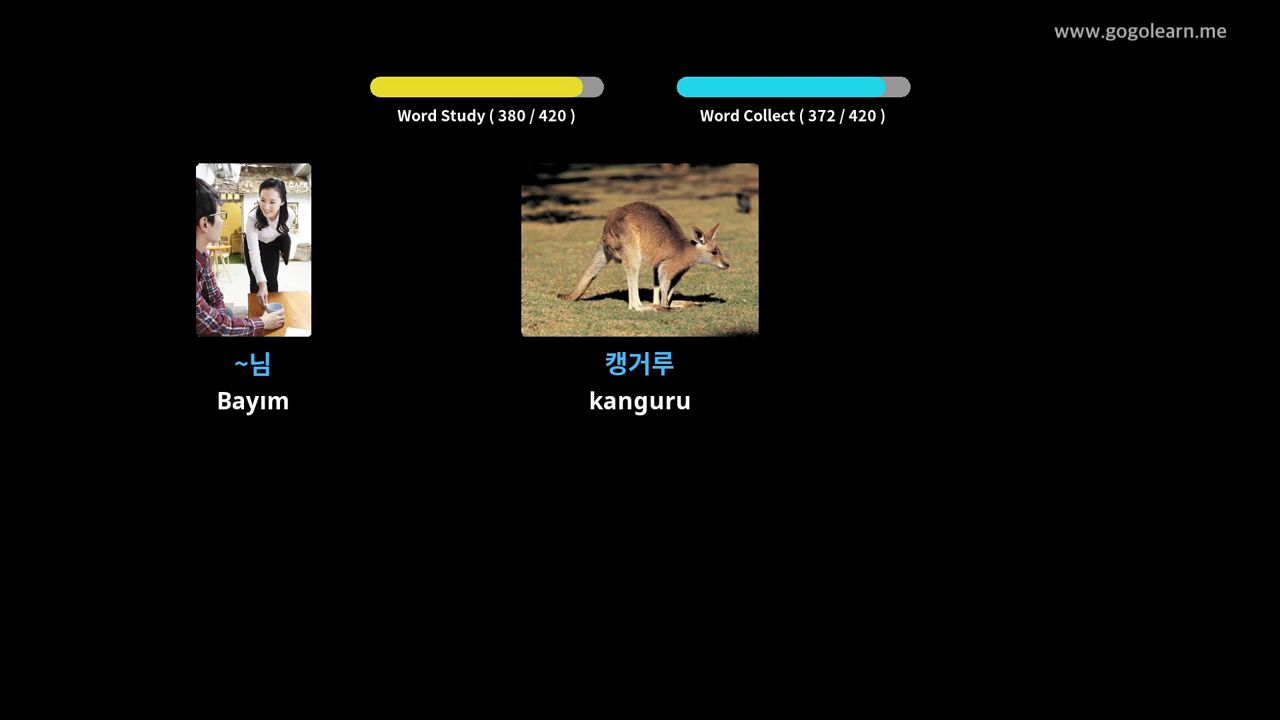 www.gogolearn.me
Word Study ( 380 / 420 )
Word Collect ( 372 / 420 )
~님
Bayım
캥거루
kanguru